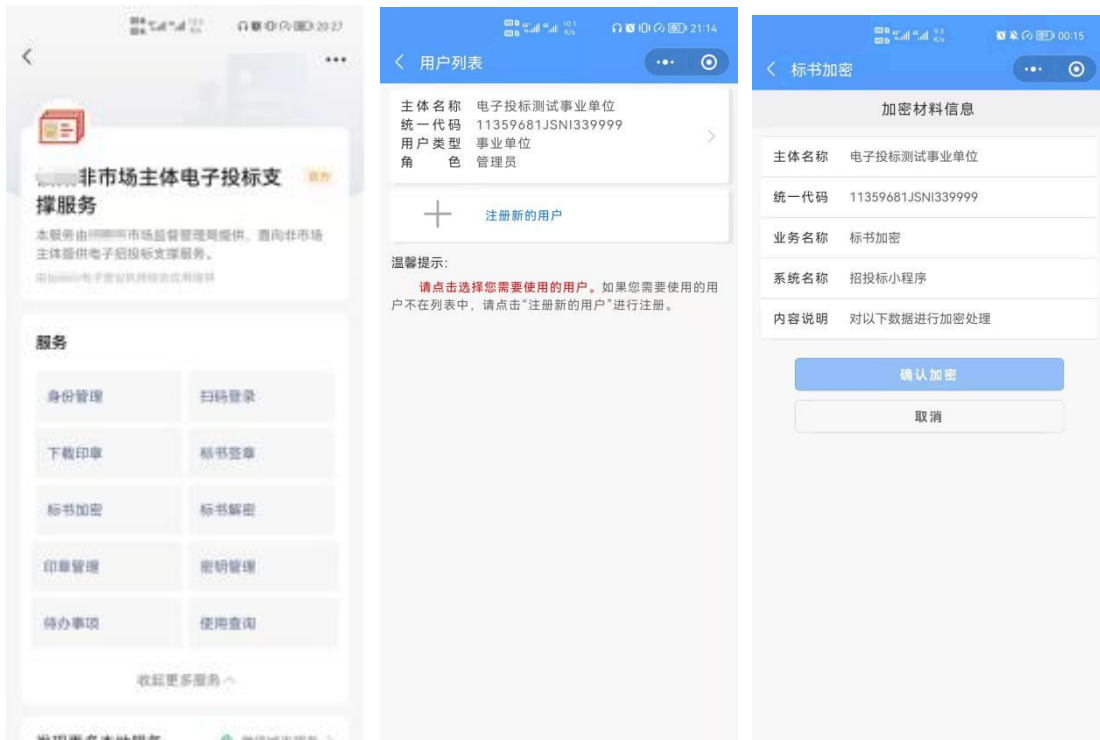 20:27
非市场主体电子投标支
撑服务
官方
市场监督管理局提供，面向非市场
主体提供电子招投标支撑服务。
服务
身份管理
扫码登录
下载印章
标书签章
标书加密
标书解密
印章管理
密钥管理
待办事项
使用查询
收起更多服务
21:14
用户列表
主体名称 电子投标测试事业单位
统一代码 11359681JSNI339999
用户类型 事业单位
角 色 管理员
注册新的用户
温馨提示：
请点击选择您需要使用的用户。如果您需要使用的用
户不在列表中，请点击“注册新的用户”进行注册。
00:15
标书加密
加密材料信息
主体名称 电子投标测试事业单位
统一代码 11359681JSNI339999
业务名称 标书加密
系统名称 招投标小程序
内容说明 对以下数据进行加密处理
确认加密
取消